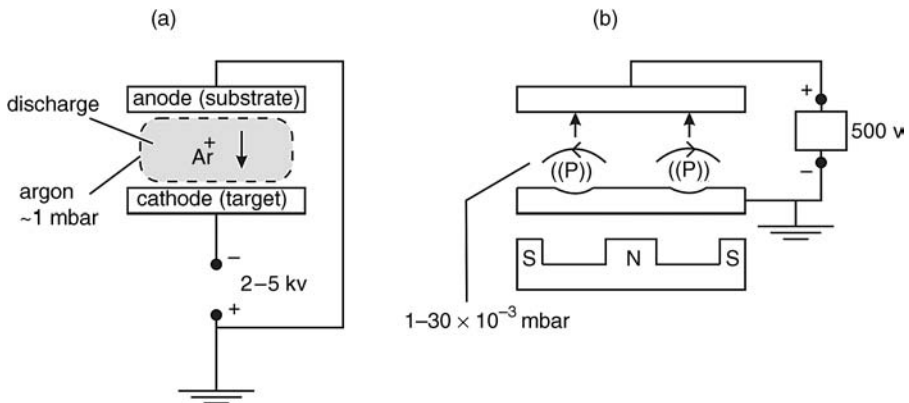 (a)
anode (substrate)
discharge
Ar+
argon
~1 mbar
cathode (target)
−
2–5 kv
+
(b)
+
500 v
−
((P))
((P))
S
N
S
1–30 × 10⁻³ mbar